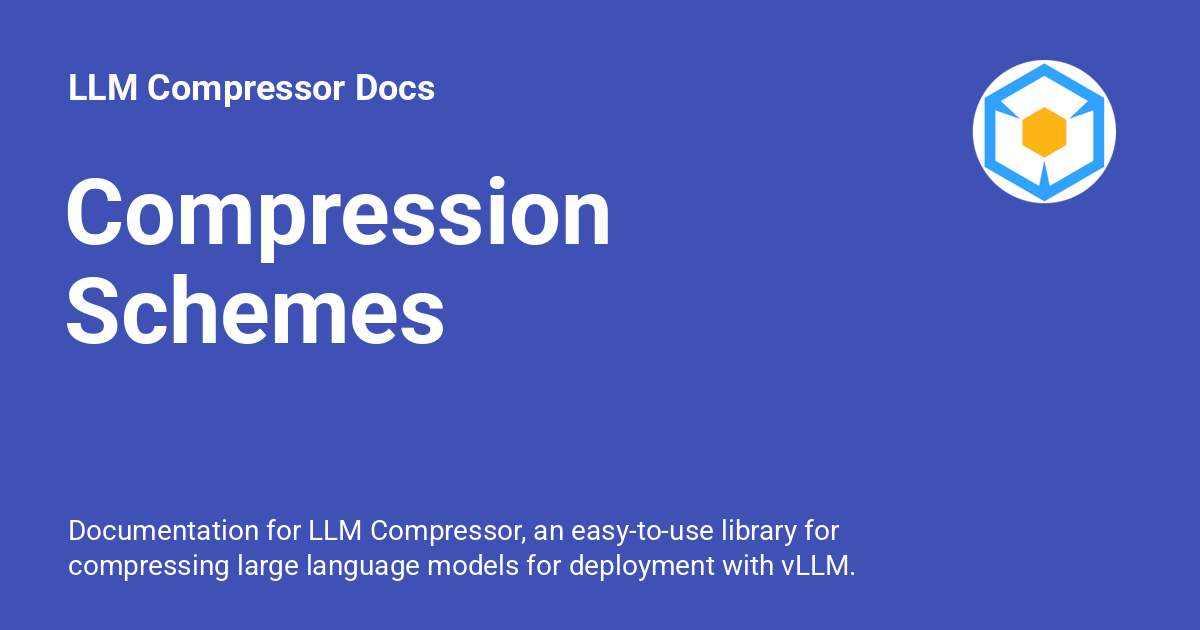 LLM Compressor Docs
Compression
Schemes
Documentation for LLM Compressor, an easy-to-use library for
compressing large language models for deployment with vLLM.